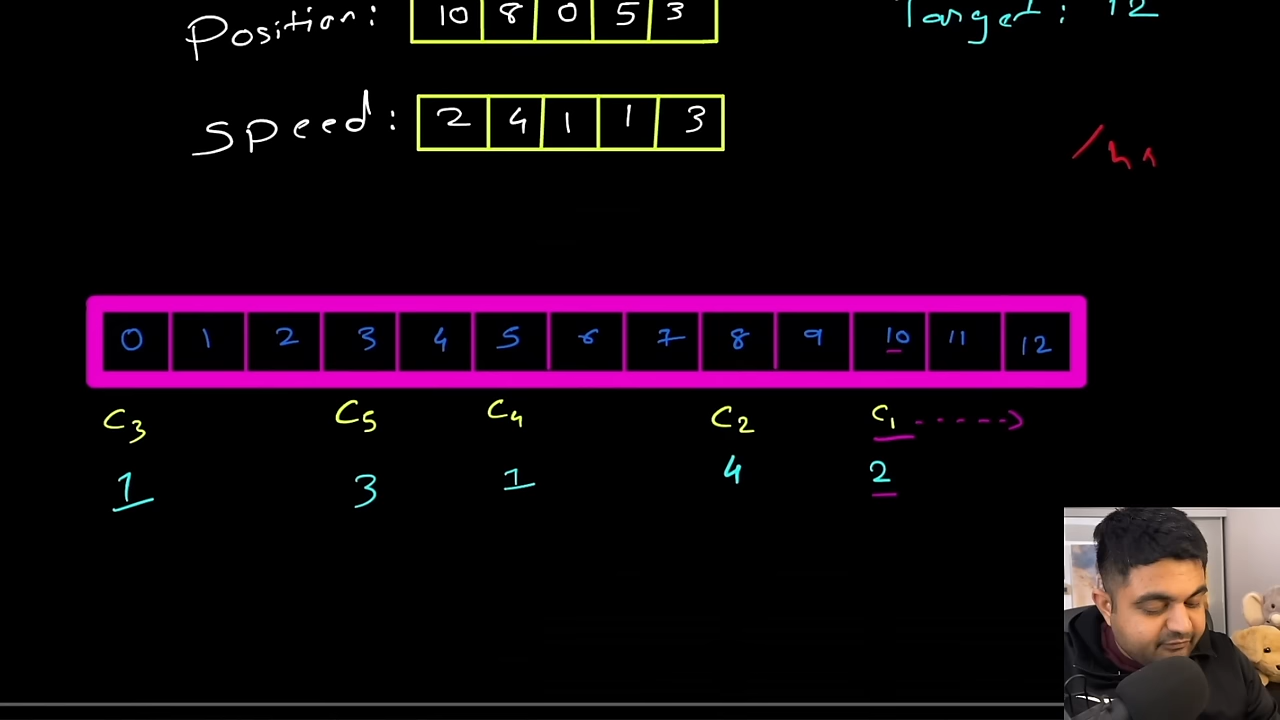 Position: 10 8 0 5 3
Target: 12
Speed: 2 4 1 1 3
0 1 2 3 4 5 6 7 8 9 10 11 12
C3 C5 C4 C2 C1
1 3 1 4 2